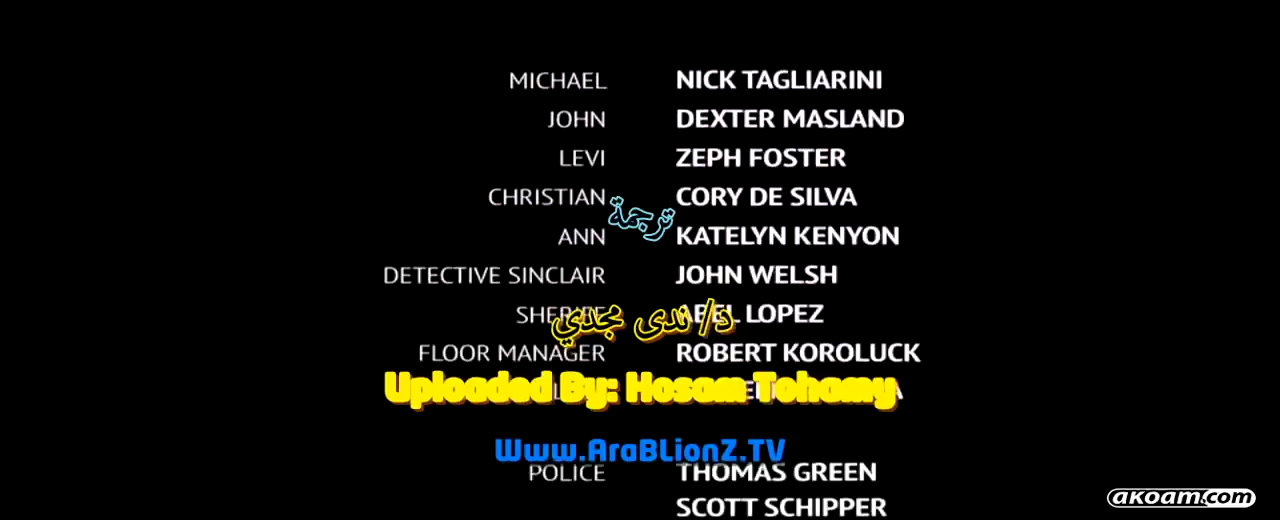 MICHAEL NICK TAGLIARINI
JOHN DEXTER MASLAND
LEVI ZEPH FOSTER
CHRISTIAN CORY DE SILVA
ترجمة
ANN KATELYN KENYON
DETECTIVE SINCLAIR JOHN WELSH
SHERIFF ABEL LOPEZ
د/ ندى مجدي
FLOOR MANAGER ROBERT KOROLUCK
Uploaded By: Hosam Tohamy
Www.AraBLionZ.TV
POLICE THOMAS GREEN
SCOTT SCHIPPER
akoam.com